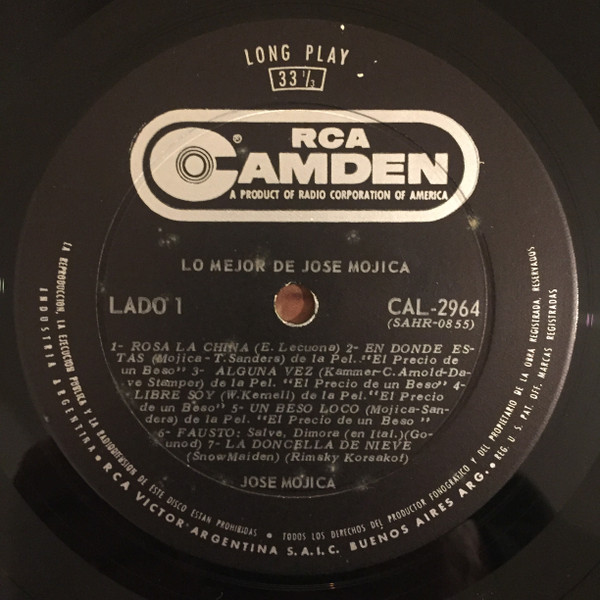 LONG PLAY
33 1/3
RCA
CAMDEN
®
A PRODUCT OF RADIO CORPORATION OF AMERICA
LO MEJOR DE JOSE MOJICA
LADO 1
CAL-2964
(SAHR-0855)
1- ROSA LA CHINA (E. Lecuona) 2- EN DONDE ES-
TAS (Mojica - T. Sanders) de la Pel. "El Precio de
un Beso" 3- ALGUNA VEZ (Kammer-C. Arnold-Da-
ve Stamper) de la Pel. "El Precio de un Beso" 4-
LIBRE SOY (W. Kernell) de la Pel. "El Precio
de un Beso" 5- UN BESO LOCO (Mojica-San-
ders) de la Pel. "El Precio de un Beso"
6- FAUSTO: Salve, Dimora (en Ital.) (Go-
unod) 7- LA DONCELLA DE NIEVE
(SnowMaiden) (Rimsky Korsakof)
JOSE MOJICA
LA REPRODUCCION, LA EJECUCION PUBLICA Y LA RADIODIFUSION DE ESTE DISCO ESTAN PROHIBIDAS • TODOS LOS DERECHOS DEL PRODUCTOR FONOGRAFICO Y DEL PROPIETARIO DE LA OBRA REGISTRADA, RESERVADOS
INDUSTRIA ARGENTINA • RCA VICTOR ARGENTINA S.A.I.C. BUENOS AIRES ARG. • REG. U. S. PAT. OFF. MARCAS REGISTRADAS